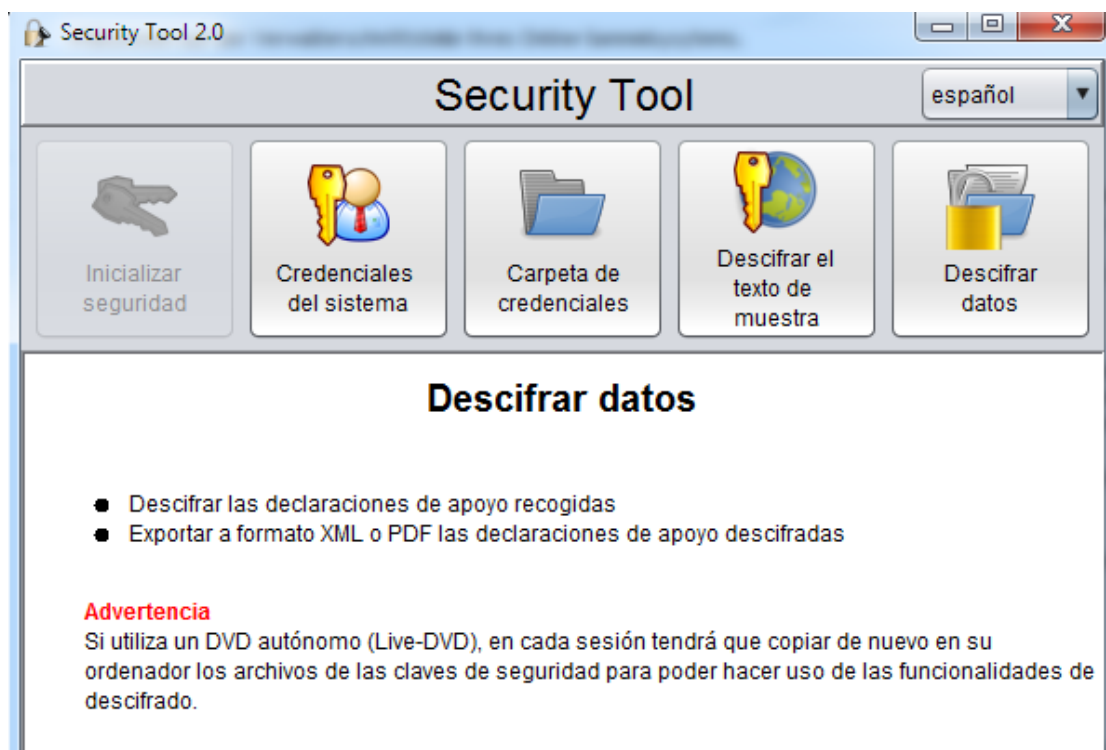 Security Tool 2.0
Security Tool
español
Inicializar
seguridad
Credenciales
del sistema
Carpeta de
credenciales
Descifrar el
texto de
muestra
Descifrar
datos
Descifrar datos
Descifrar las declaraciones de apoyo recogidas
Exportar a formato XML o PDF las declaraciones de apoyo descifradas
Advertencia
Si utiliza un DVD autónomo (Live-DVD), en cada sesión tendrá que copiar de nuevo en su
ordenador los archivos de las claves de seguridad para poder hacer uso de las funcionalidades de
descifrado.